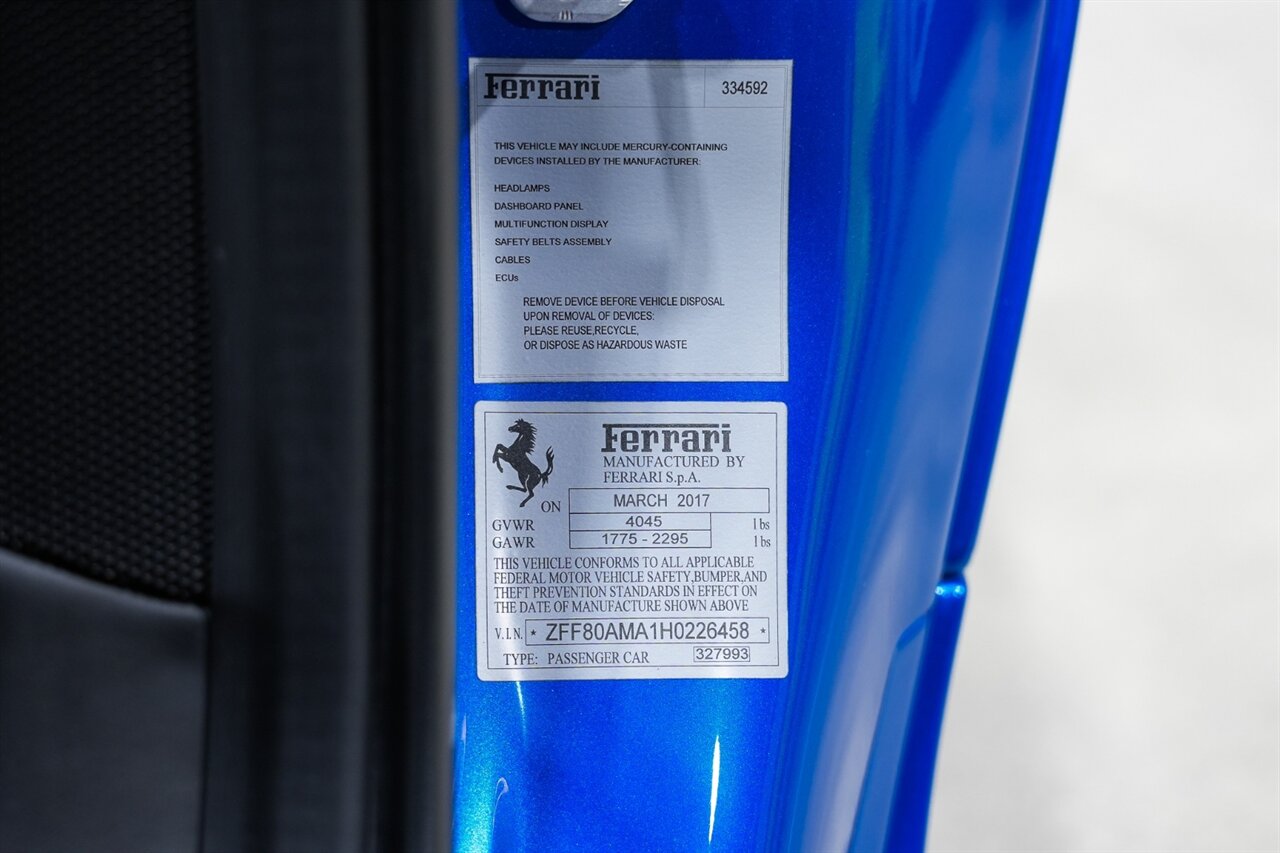 Ferrari 334592
THIS VEHICLE MAY INCLUDE MERCURY-CONTAINING
DEVICES INSTALLED BY THE MANUFACTURER:
HEADLAMPS
DASHBOARD PANEL
MULTIFUNCTION DISPLAY
SAFETY BELTS ASSEMBLY
CABLES
ECUs
REMOVE DEVICE BEFORE VEHICLE DISPOSAL
UPON REMOVAL OF DEVICES:
PLEASE REUSE,RECYCLE,
OR DISPOSE AS HAZARDOUS WASTE
Ferrari
MANUFACTURED BY
FERRARI S.p.A.
ON MARCH 2017
GVWR 4045 lbs
GAWR 1775 - 2295 lbs
THIS VEHICLE CONFORMS TO ALL APPLICABLE
FEDERAL MOTOR VEHICLE SAFETY,BUMPER,AND
THEFT PREVENTION STANDARDS IN EFFECT ON
THE DATE OF MANUFACTURE SHOWN ABOVE
V.I.N. * ZFF80AMA1H0226458 *
TYPE: PASSENGER CAR 327993